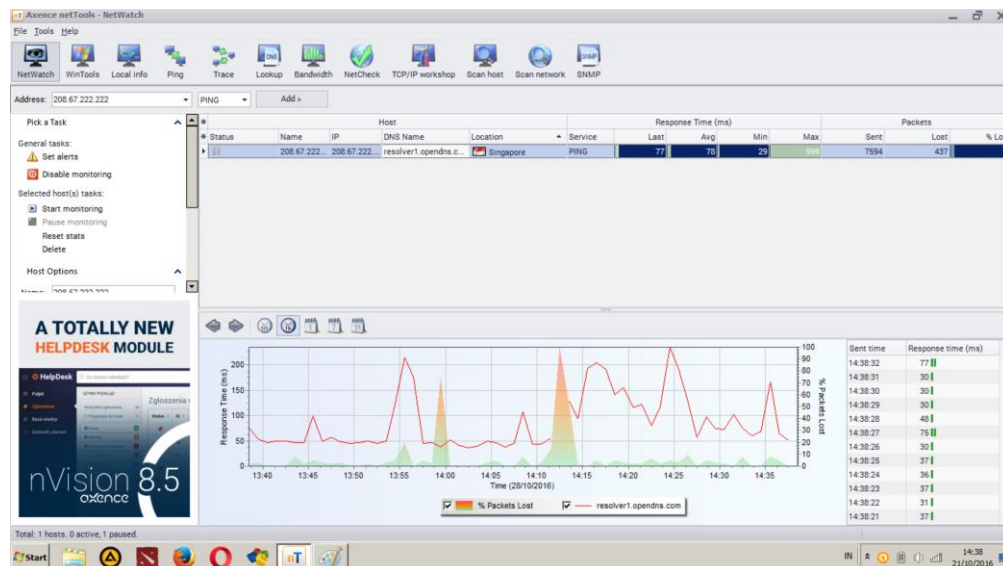 Axence netTools - NetWatch
File Tools Help
NetWatch WinTools Local info Ping Trace Lookup Bandwidth NetCheck TCP/IP workshop Scan host Scan network SNMP
Address: 208.67.222.222 PING Add >
Pick a Task
General tasks:
Set alerts
Disable monitoring
Selected host(s) tasks:
Start monitoring
Pause monitoring
Reset stats
Delete
Host Options
Name: 208.67.222.222
Host Response Time (ms) Packets
Status Name IP DNS Name Location Service Last Avg Min Max Sent Lost % Lo
208.67.222... 208.67.222... resolver1.opendns.c... Singapore PING 77 78 29 999 7594 437
A TOTALLY NEW
HELPDESK MODULE
HelpDesk
Zgłoszenia
nVision 8.5
axence
Response Time (ms)
200
150
100
50
0
100
90
80
70
60
50
40
30
20
10
0
% Packets Lost
13:40 13:45 13:50 13:55 14:00 14:05 14:10 14:15 14:20 14:25 14:30 14:35
Time (28/10/2016)
% Packets Lost resolver1.opendns.com
Sent time Response time (ms)
14:38:32 77
14:38:31 30
14:38:30 30
14:38:29 30
14:38:28 48
14:38:27 75
14:38:26 30
14:38:25 37
14:38:24 36
14:38:23 37
14:38:22 31
14:38:21 37
Total: 1 hosts. 0 active, 1 paused.
Start nT IN 14:38
21/10/2016